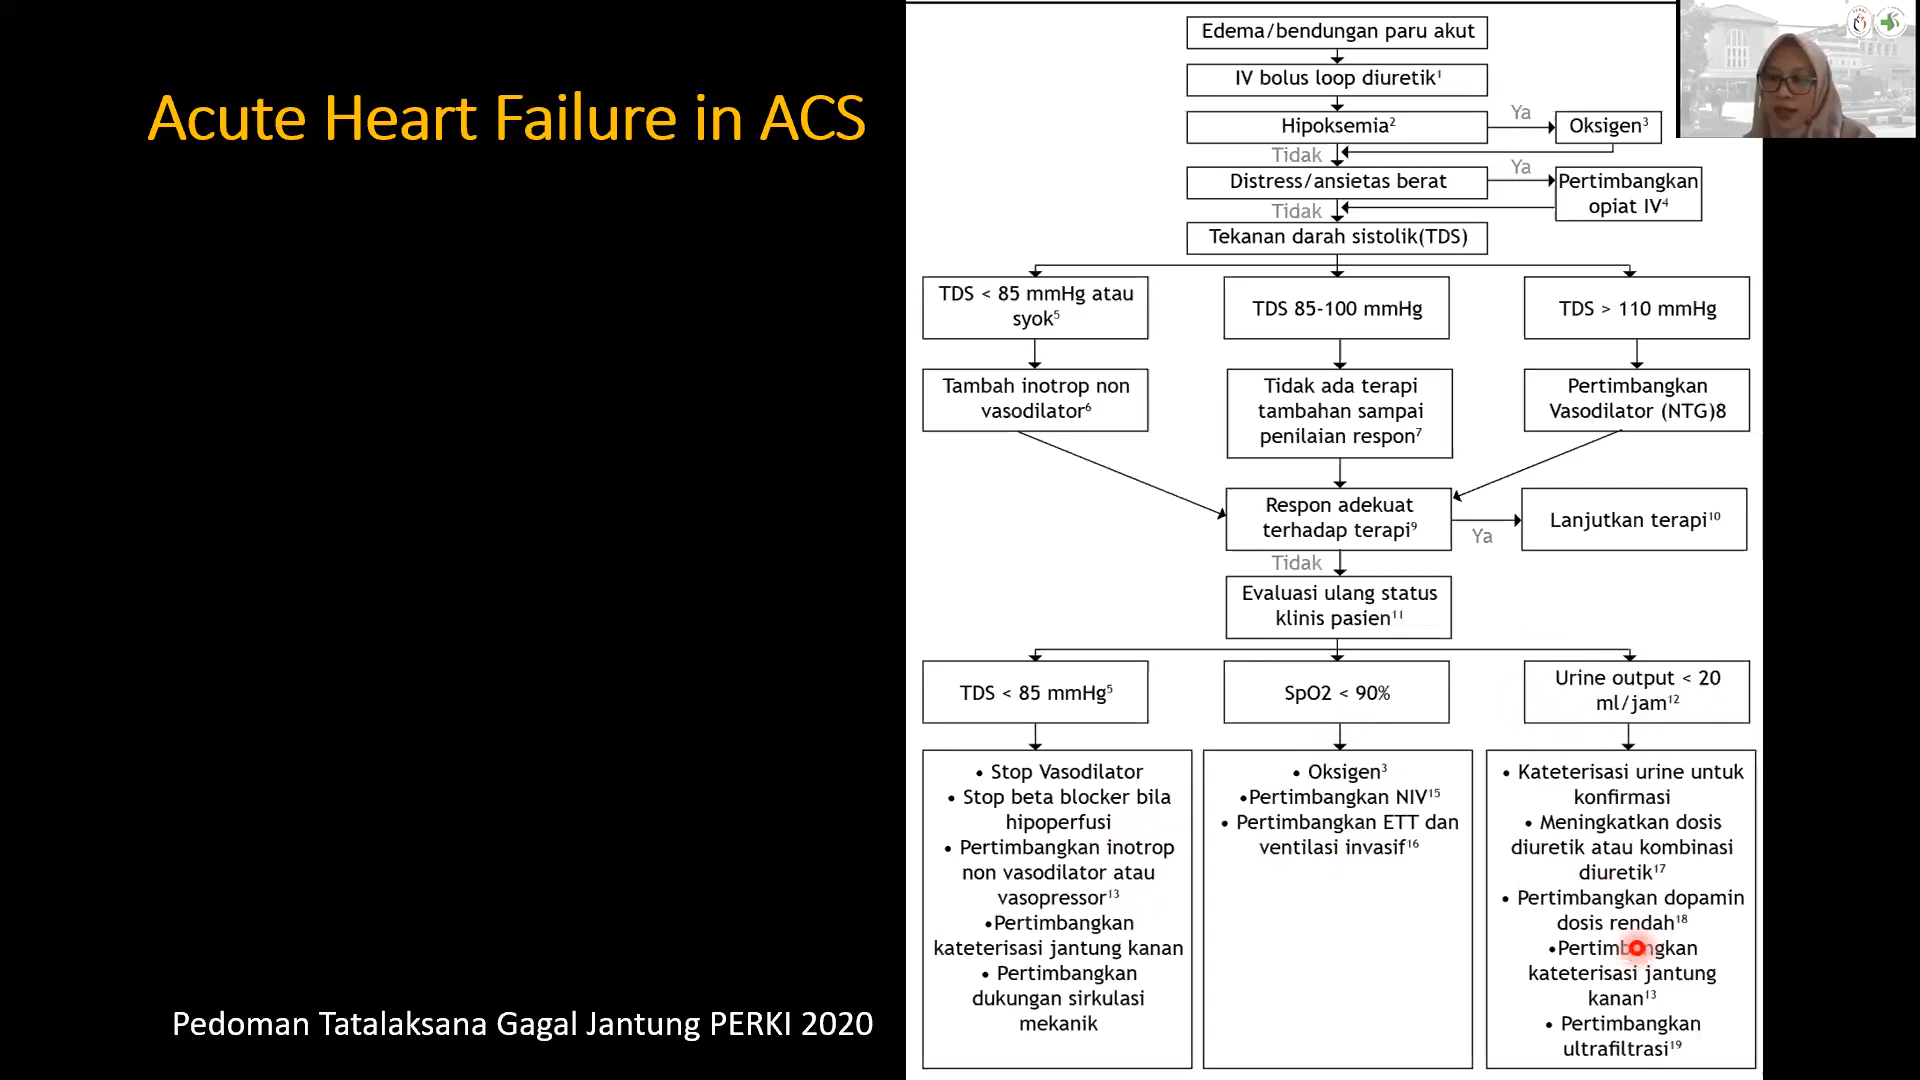 Acute Heart Failure in ACS
Edema/bendungan paru akut
IV bolus loop diuretik¹
Hipoksemia²
Ya
Oksigen³
Tidak
Distress/ansietas berat
Ya
Pertimbangkan
opiat IV⁴
Tidak
Tekanan darah sistolik(TDS)
TDS < 85 mmHg atau
syok⁵
TDS 85-100 mmHg
TDS > 110 mmHg
Tambah inotrop non
vasodilator⁶
Tidak ada terapi
tambahan sampai
penilaian respon⁷
Pertimbangkan
Vasodilator (NTG)8
Respon adekuat
terhadap terapi⁹
Ya
Lanjutkan terapi¹⁰
Tidak
Evaluasi ulang status
klinis pasien¹¹
TDS < 85 mmHg⁵
SpO2 < 90%
Urine output < 20
ml/jam¹²
• Stop Vasodilator
• Stop beta blocker bila
hipoperfusi
• Pertimbangkan inotrop
non vasodilator atau
vasopressor¹³
•Pertimbangkan
kateterisasi jantung kanan
• Pertimbangkan
dukungan sirkulasi
mekanik
• Oksigen³
•Pertimbangkan NIV¹⁵
• Pertimbangkan ETT dan
ventilasi invasif¹⁶
• Kateterisasi urine untuk
konfirmasi
• Meningkatkan dosis
diuretik atau kombinasi
diuretik¹⁷
• Pertimbangkan dopamin
dosis rendah¹⁸
•Pertimbangkan
kateterisasi jantung
kanan¹³
• Pertimbangkan
ultrafiltrasi¹⁹
Pedoman Tatalaksana Gagal Jantung PERKI 2020